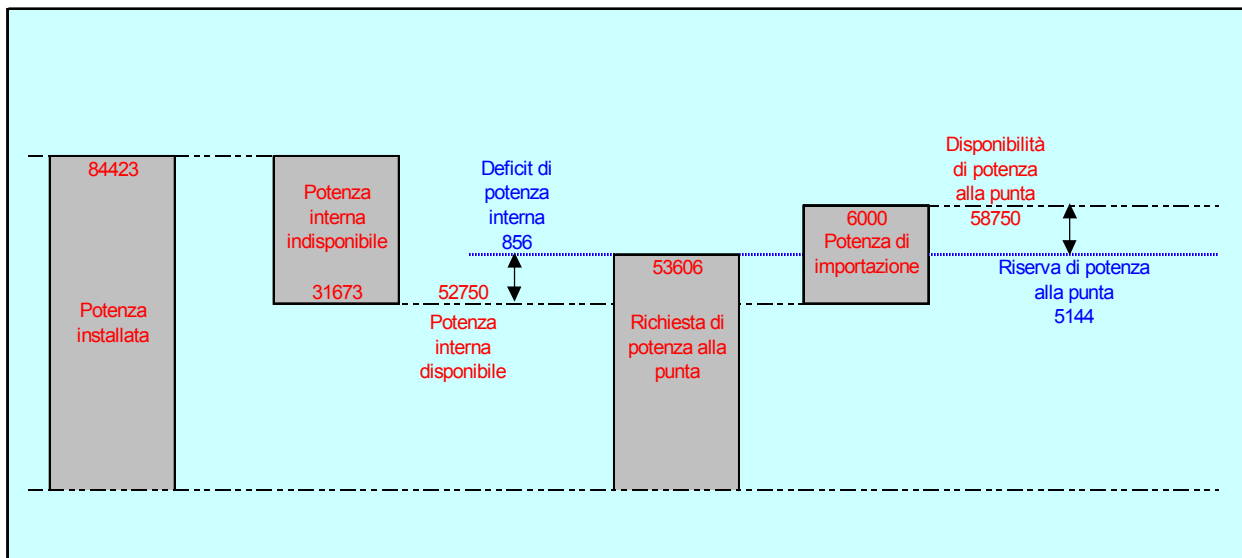 84423
Potenza
installata
Potenza
interna
indisponibile
31673
52750
Potenza
interna
disponibile
Deficit di
potenza
interna
856
53606
Richiesta di
potenza alla
punta
6000
Potenza di
importazione
Disponibilità
di potenza
alla punta
58750
Riserva di potenza
alla punta
5144